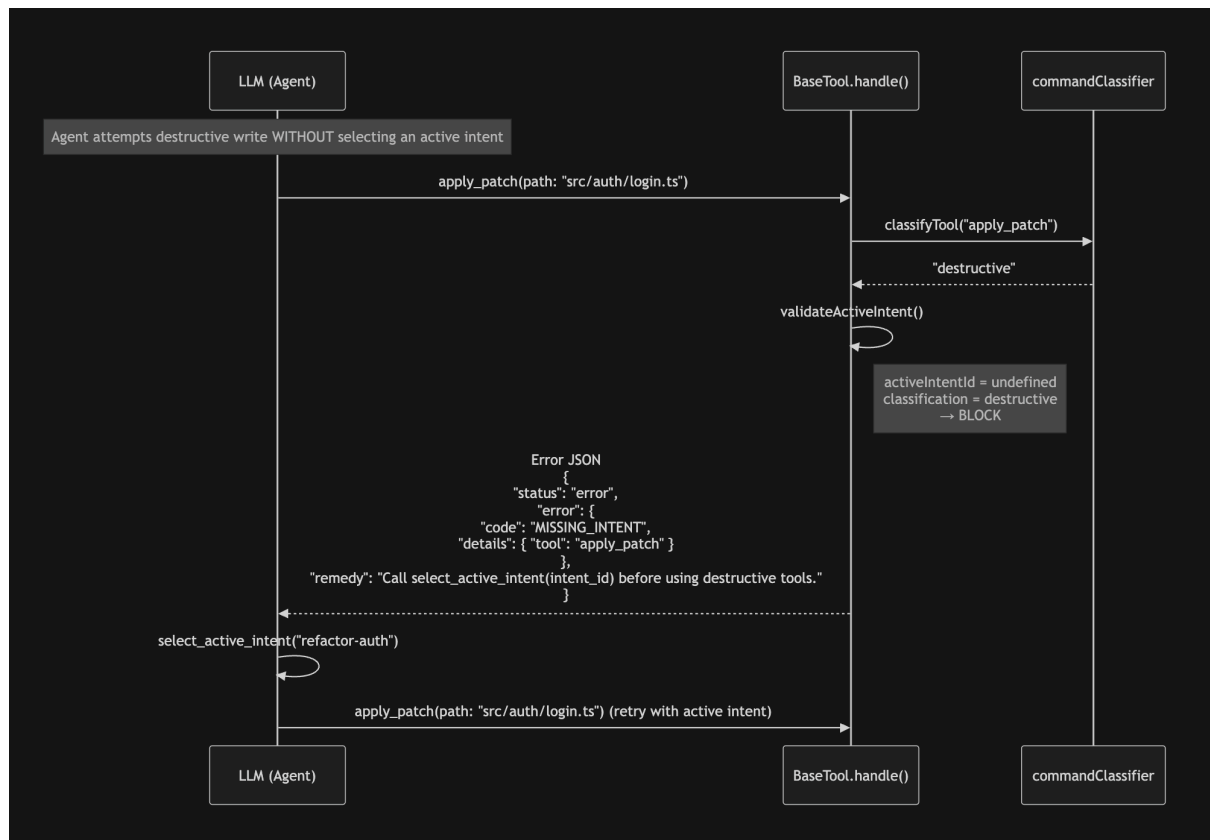 LLM (Agent)
BaseTool.handle()
commandClassifier
Agent attempts destructive write WITHOUT selecting an active intent
apply_patch(path: "src/auth/login.ts")
classifyTool("apply_patch")
"destructive"
validateActiveIntent()
activeIntentId = undefined
classification = destructive
→ BLOCK
Error JSON
{
"status": "error",
"error": {
"code": "MISSING_INTENT",
"details": { "tool": "apply_patch" }
},
"remedy": "Call select_active_intent(intent_id) before using destructive tools."
}
select_active_intent("refactor-auth")
apply_patch(path: "src/auth/login.ts") (retry with active intent)
LLM (Agent)
BaseTool.handle()
commandClassifier